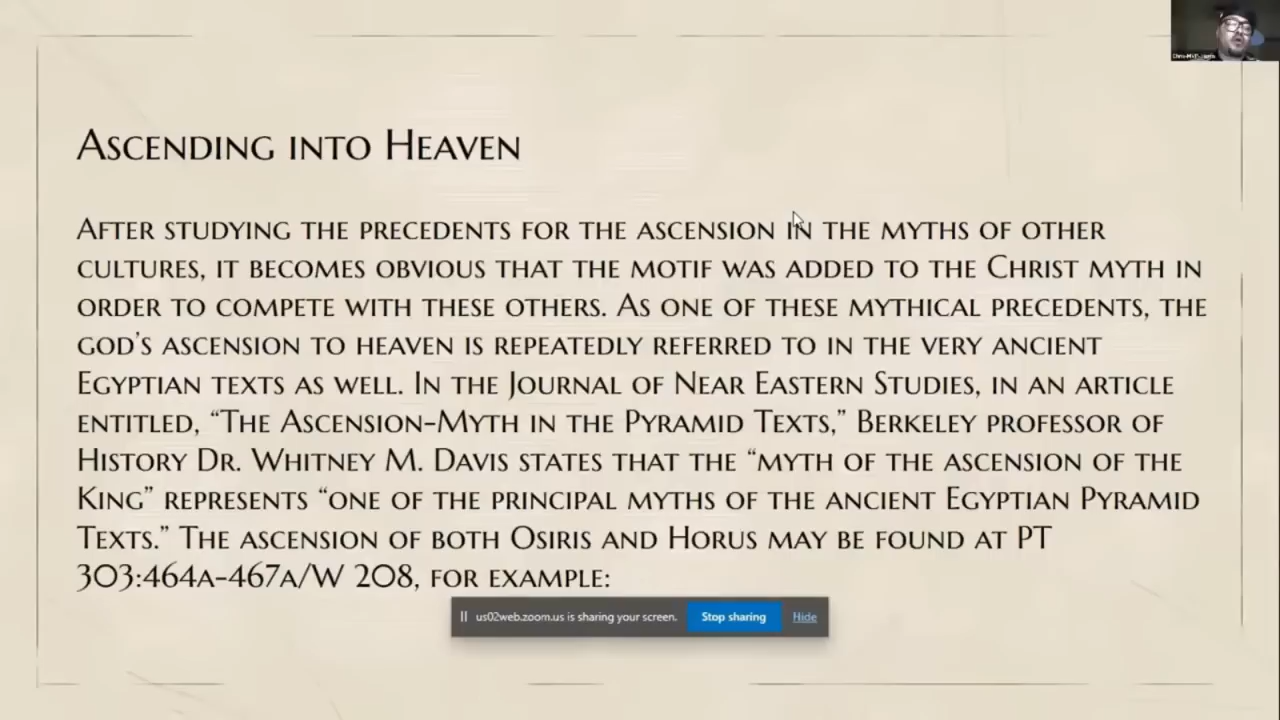 Ascending into Heaven
After studying the precedents for the ascension in the myths of other
cultures, it becomes obvious that the motif was added to the Christ myth in
order to compete with these others. As one of these mythical precedents, the
god's ascension to heaven is repeatedly referred to in the very ancient
Egyptian texts as well. In the Journal of Near Eastern Studies, in an article
entitled, “The Ascension-Myth in the Pyramid Texts,” Berkeley professor of
History Dr. Whitney M. Davis states that the “myth of the ascension of the
King” represents “one of the principal myths of the ancient Egyptian Pyramid
Texts.” The ascension of both Osiris and Horus may be found at PT
303:464a-467a/W 208, for example:
us02web.zoom.us is sharing your screen. Stop sharing Hide